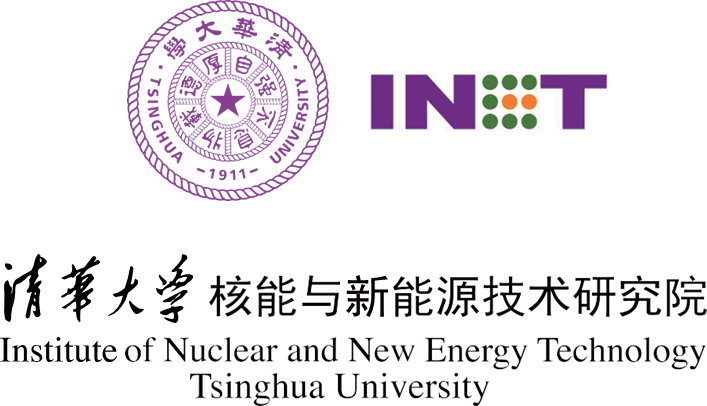 學大華清
自强不息
厚德載物
TSINGHUA UNIVERSITY
-1911-
INET
清華大学 核能与新能源技术研究院
Institute of Nuclear and New Energy Technology
Tsinghua University